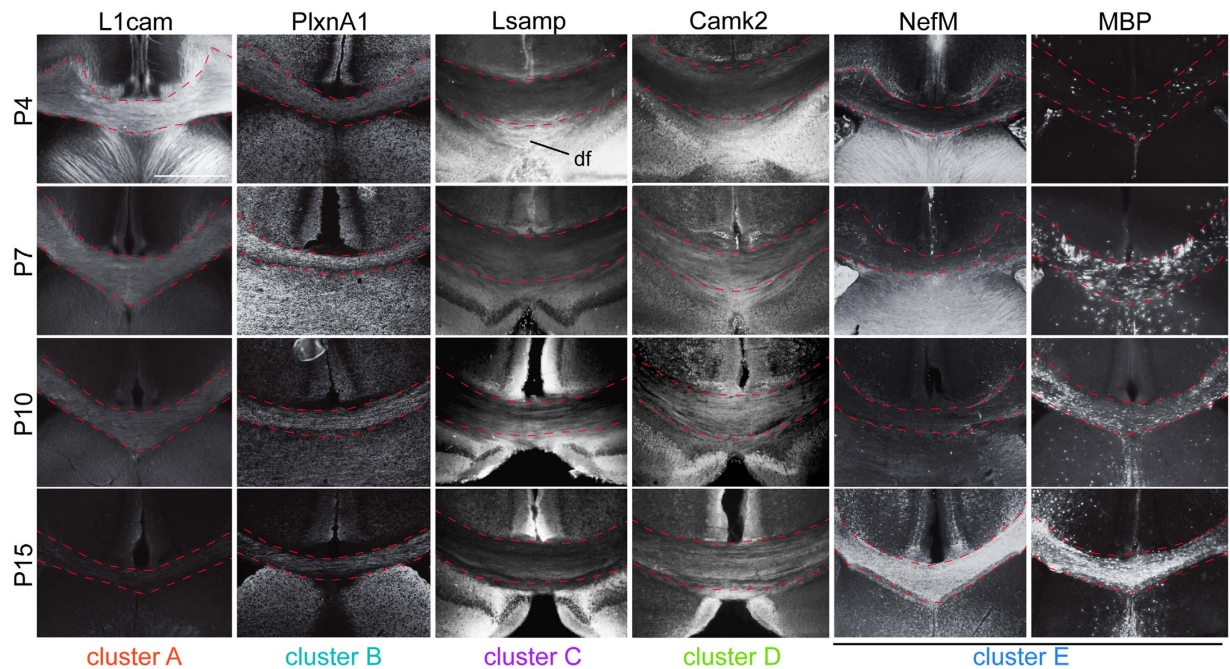 L1cam PlxnA1 Lsamp Camk2 NefM MBP
P4
df
P7
P10
P15
cluster A cluster B cluster C cluster D cluster E